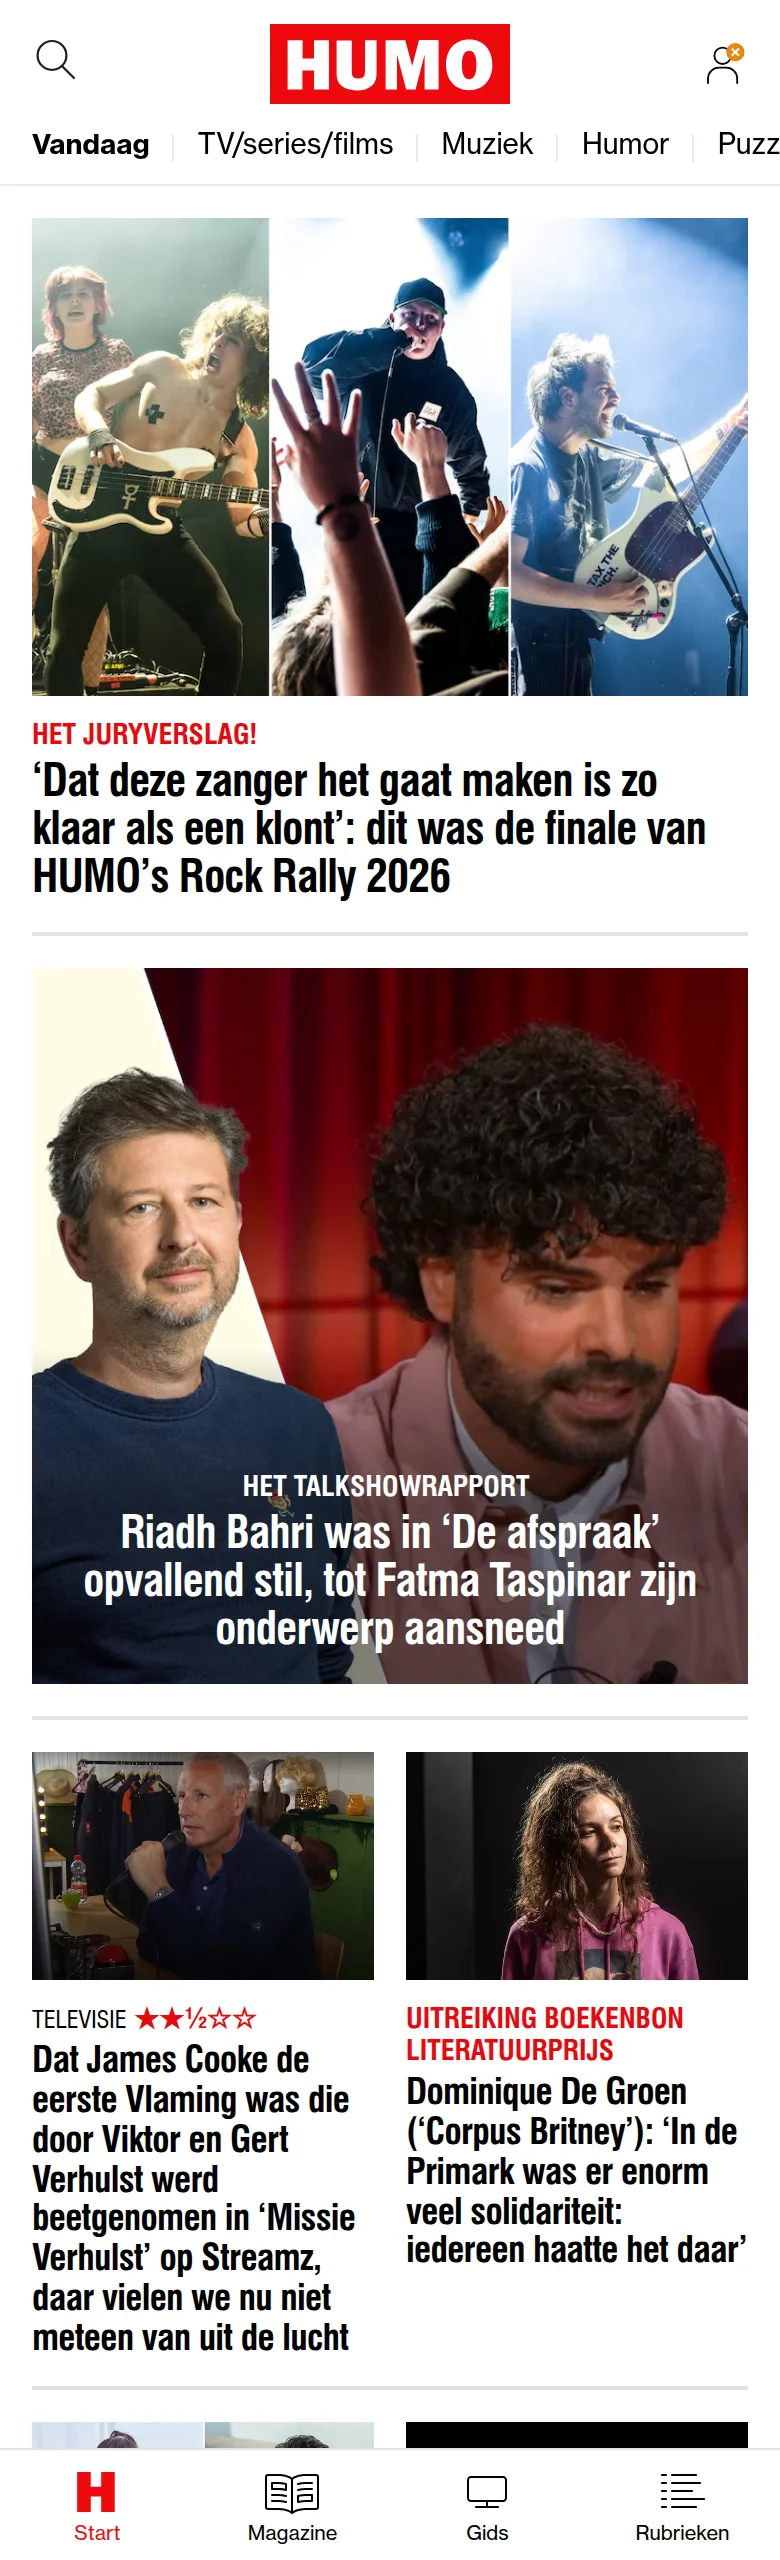 HUMO
Vandaag
TV/series/films
Muziek
Humor
Puzz
TAX THE
RICH.
HET JURYVERSLAG!
‘Dat deze zanger het gaat maken is zo
klaar als een klont’: dit was de finale van
HUMO’s Rock Rally 2026
HET TALKSHOWRAPPORT
Riadh Bahri was in ‘De afspraak’
opvallend stil, tot Fatma Taspinar zijn
onderwerp aansneed
TELEVISIE ★★½☆☆
Dat James Cooke de
eerste Vlaming was die
door Viktor en Gert
Verhulst werd
beetgenomen in ‘Missie
Verhulst’ op Streamz,
daar vielen we nu niet
meteen van uit de lucht
UITREIKING BOEKENBON
LITERATUURPRIJS
Dominique De Groen
(‘Corpus Britney’): ‘In de
Primark was er enorm
veel solidariteit:
iedereen haatte het daar’
H
Start
Magazine
Gids
Rubrieken